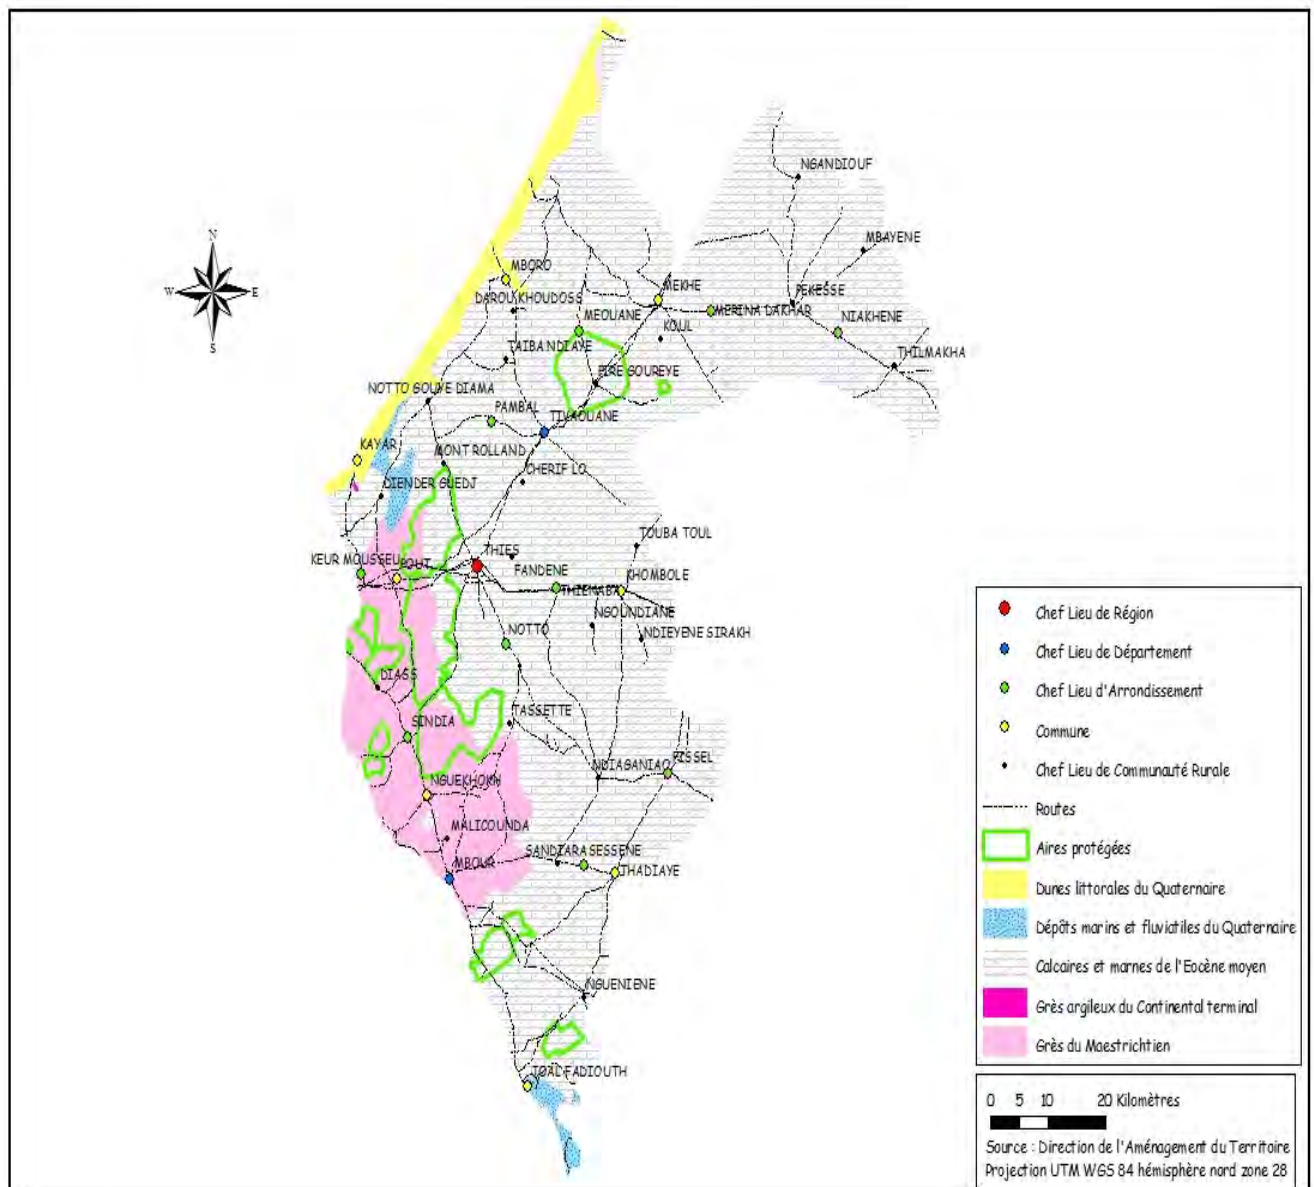 NGANDIOUF
N
MBAYENE
W
E
MBORO
MEKHE
PEKESSE
DAROU KHOUDOSS
MEOUANE
MERINA DAKHAR
NIAKHENE
S
KOUL
TAIBA NDIAYE
THILMAKHA
PIRE GOUREYE
NOTTO GOUYE DIAMA
PAMBAL
TIVAOUANE
KAYAR
MONT ROLLAND
CHERIF LO
DIENDER GUEDJ
TOUBA TOUL
THIES
KEUR MOUSSEU
POUT
FANDENE
KHOMBOLE
THIENABA
NGOUNDIANE
NOTTO
NDIEYENE SIRAKH
DIASS
TASSETTE
SINDIA
NDIAGANIAO
FISSEL
NGUEKHOKH
MALICOUNDA
SANDIARA
SESSENE
MBOUR
THADIAYE
NGUENIENE
JOAL FADIOUTH
Chef Lieu de Région
Chef Lieu de Département
Chef Lieu d'Arrondissement
Commune
Chef Lieu de Communauté Rurale
Routes
Aires protégées
Dunes littorales du Quaternaire
Dépôts marins et fluviatiles du Quaternaire
Calcaires et marnes de l'Eocène moyen
Grès argileux du Continental terminal
Grès du Maestrichtien
0 5 10 20 Kilomètres
Source : Direction de l'Aménagement du Territoire
Projection UTM WGS 84 hémisphère nord zone 28